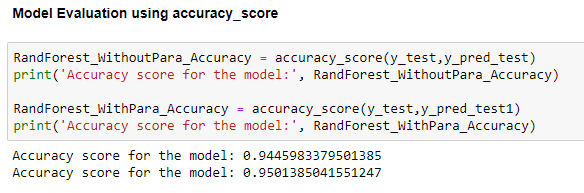 Model Evaluation using accuracy_score
RandForest_WithoutPara_Accuracy = accuracy_score(y_test,y_pred_test)
print('Accuracy score for the model:', RandForest_WithoutPara_Accuracy)
RandForest_WithPara_Accuracy = accuracy_score(y_test,y_pred_test1)
print('Accuracy score for the model:', RandForest_WithPara_Accuracy)
Accuracy score for the model: 0.9445983379501385
Accuracy score for the model: 0.9501385041551247